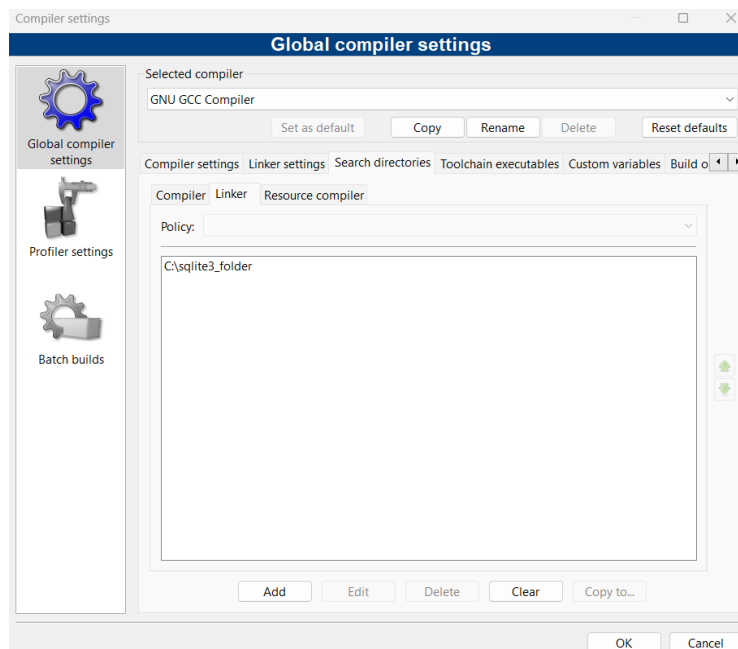 Compiler settings
Global compiler settings
Global compiler
settings
Profiler settings
Batch builds
Selected compiler
GNU GCC Compiler
Set as default Copy Rename Delete Reset defaults
Compiler settings Linker settings Search directories Toolchain executables Custom variables Build o
Compiler Linker Resource compiler
Policy:
C:\sqlite3_folder
Add Edit Delete Clear Copy to...
OK Cancel